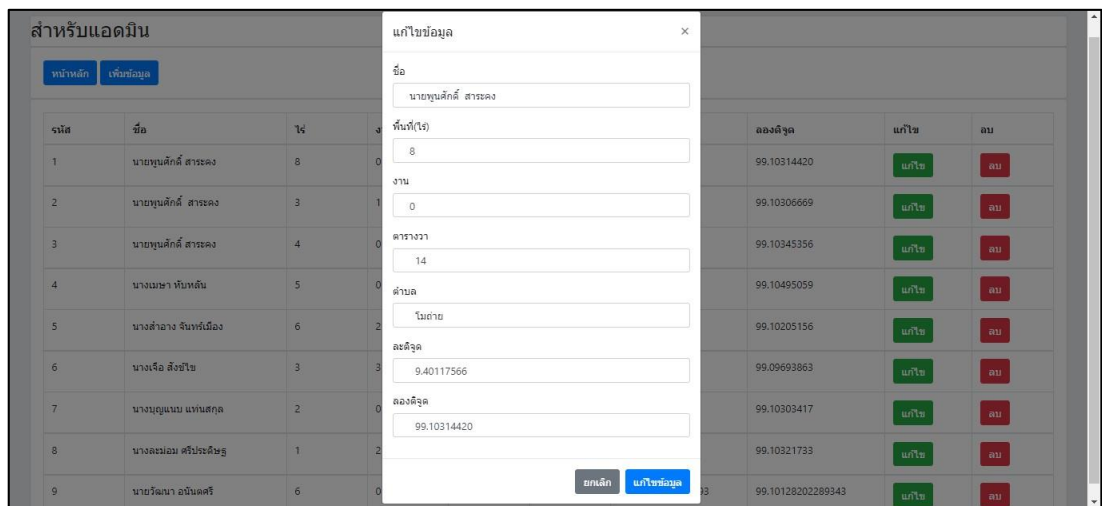 สำหรับแอดมิน
หน้าหลัก เพิ่มข้อมูล
แก้ไขข้อมูล ×
ชื่อ
นายพูนศักดิ์ สาระคง
พื้นที่(ไร่)
8
งาน
0
ตารางวา
14
ตำบล
โมถ่าย
ละติจูด
9.40117566
ลองติจูด
99.10314420
ยกเลิก แก้ไขข้อมูล
รหัส ชื่อ ไร่ ลองติจูด แก้ไข ลบ
1 นายพูนศักดิ์ สาระคง 8 0 99.10314420 แก้ไข ลบ
2 นายพูนศักดิ์ สาระคง 3 1 99.10306669 แก้ไข ลบ
3 นายพูนศักดิ์ สาระคง 4 0 99.10345356 แก้ไข ลบ
4 นางเมษา ทับหลัน 5 0 99.10495059 แก้ไข ลบ
5 นางสำอาง จันทร์เมือง 6 2 99.10205156 แก้ไข ลบ
6 นางเจือ สังข์ไข 3 3 99.09693863 แก้ไข ลบ
7 นางบุญแนบ แท่นสกุล 2 0 99.10303417 แก้ไข ลบ
8 นางละม่อม ศรีประดิษฐ 1 2 99.10321733 แก้ไข ลบ
9 นายวัฒนา อนันตศรี 6 0 93 99.10128202289343 แก้ไข ลบ